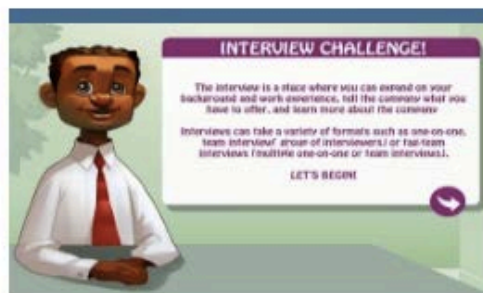 INTERVIEW CHALLENGE!
The interview is a place where you can expand on your
background and work experience, tell the company what you
have to offer, and learn more about the company
Interviews can take a variety of formats such as one-on-one,
team interview( group of interviewers,) or tag-team
interviews (multiple one-on-one or team interviews).
LET'S BEGIN!